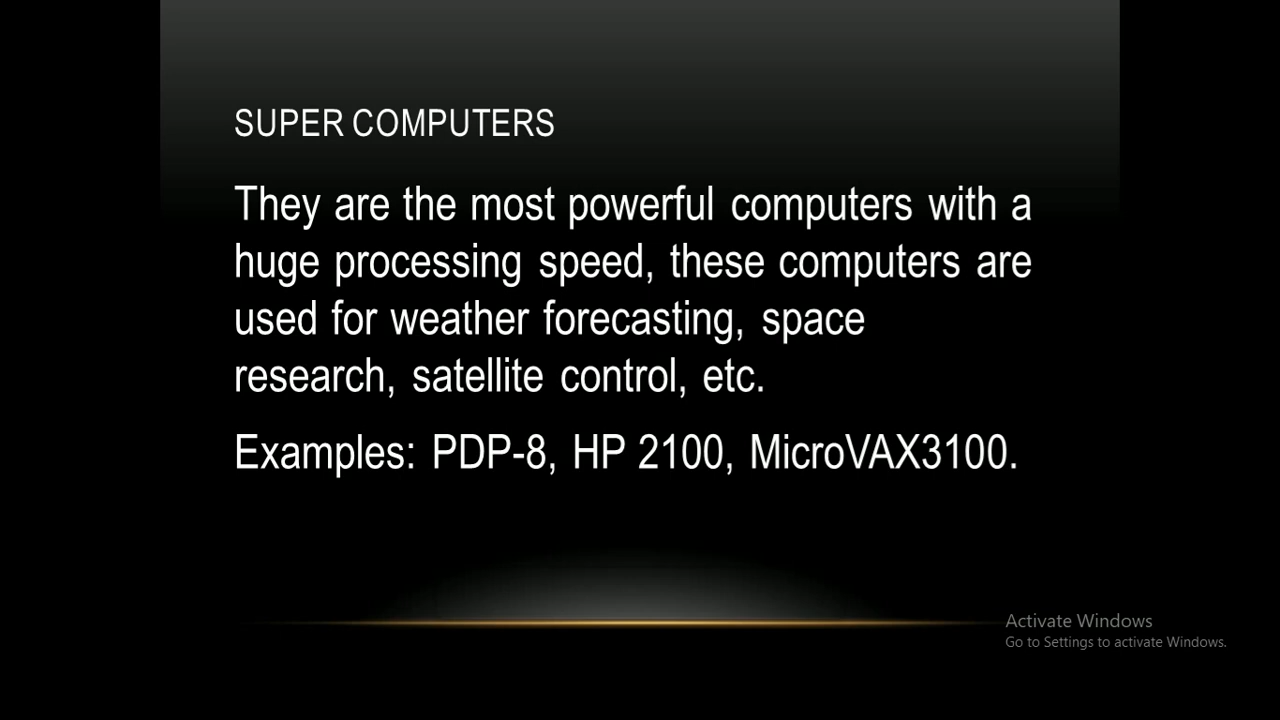 SUPER COMPUTERS
They are the most powerful computers with a
huge processing speed, these computers are
used for weather forecasting, space
research, satellite control, etc.
Examples: PDP-8, HP 2100, MicroVAX3100.
Activate Windows
Go to Settings to activate Windows.